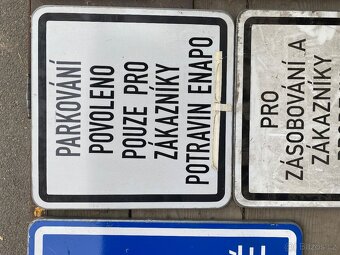 PARKOVÁNÍ
POVOLENO
POUZE PRO
ZÁKAZNÍKY
POTRAVIN ENAPO
PRO
ZÁSOBOVÁNÍ A
ZÁKAZNÍKY